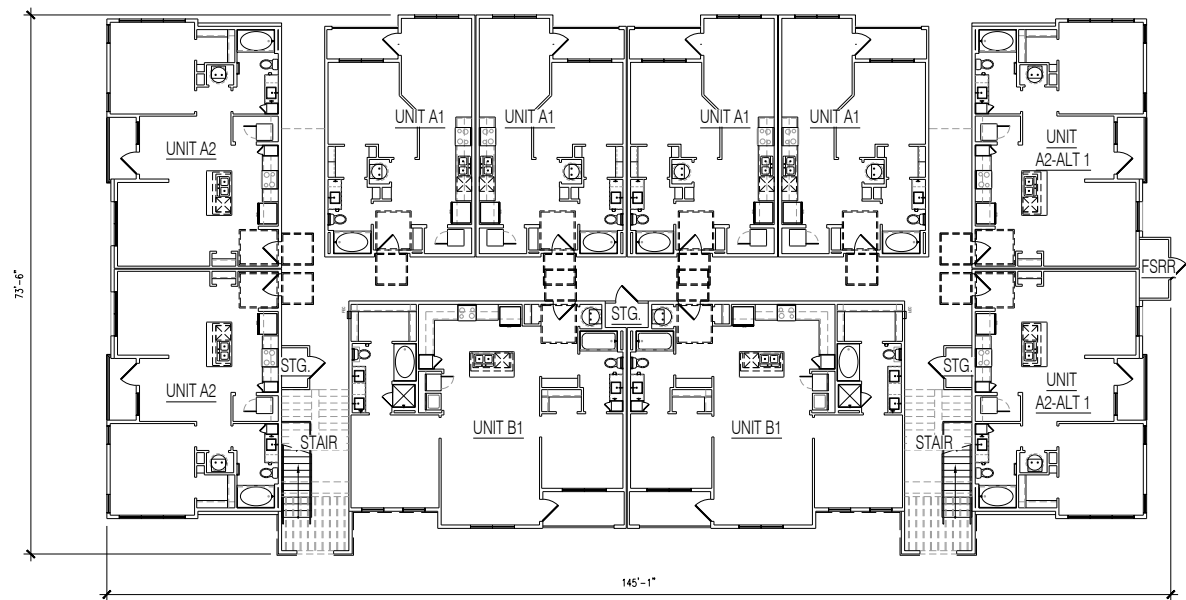 UNIT A1
UNIT A1
UNIT A1
UNIT A1
UNIT A2
UNIT
A2-ALT 1
FSRR
73'-6"
STG.
STG.
STG.
UNIT A2
UNIT
A2-ALT 1
UNIT B1
UNIT B1
STAIR
STAIR
145'-1"